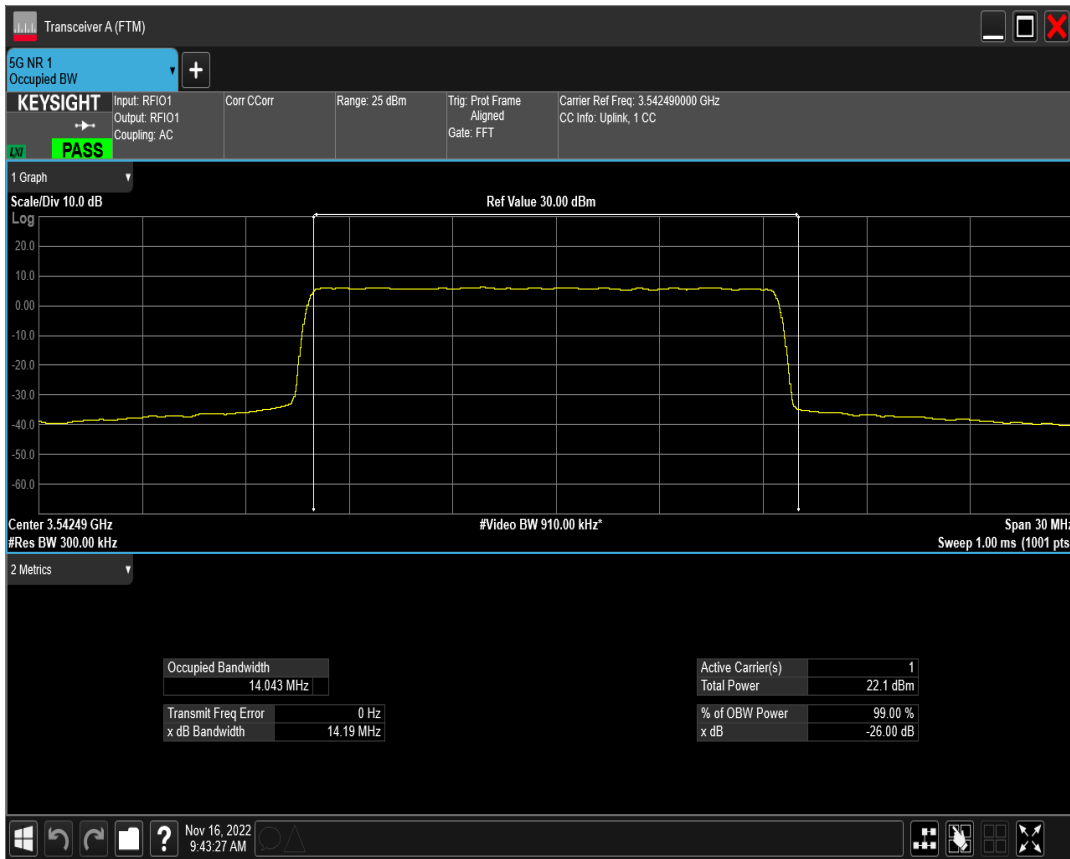 Transceiver A (FTM)
5G NR 1
Occupied BW
+
KEYSIGHT
LXI
PASS
Input: RFIO1
Output: RFIO1
Coupling: AC
Corr CCorr
Range: 25 dBm
Trig: Prot Frame
Aligned
Gate: FFT
Carrier Ref Freq: 3.542490000 GHz
CC Info: Uplink, 1 CC
1 Graph
Scale/Div 10.0 dB
Ref Value 30.00 dBm
Log
20.0
10.0
0.00
-10.0
-20.0
-30.0
-40.0
-50.0
-60.0
Center 3.54249 GHz
#Video BW 910.00 kHz*
Span 30 MHz
#Res BW 300.00 kHz
Sweep 1.00 ms (1001 pts
2 Metrics
Occupied Bandwidth
14.043 MHz
Transmit Freq Error 0 Hz
x dB Bandwidth 14.19 MHz
Active Carrier(s) 1
Total Power 22.1 dBm
% of OBW Power 99.00 %
x dB -26.00 dB
?
Nov 16, 2022
9:43:27 AM